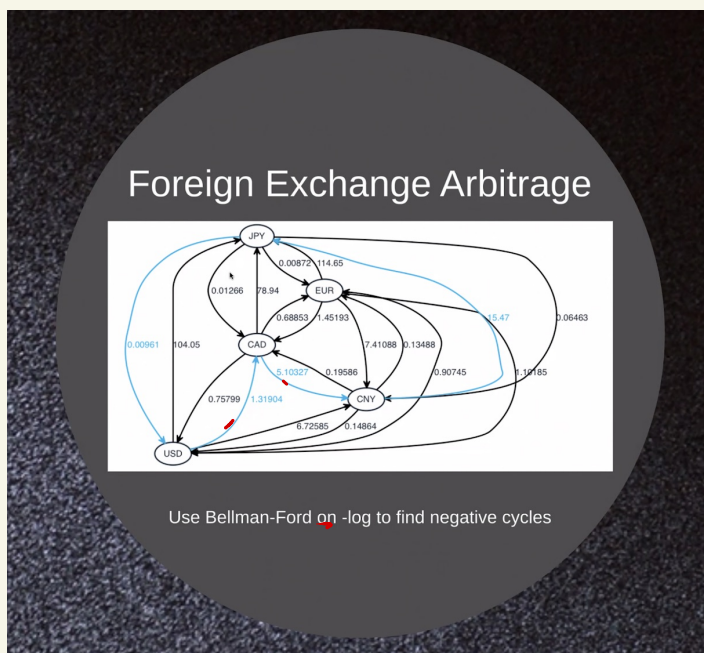 Foreign Exchange Arbitrage
JPY
0.00872
114.65
EUR
0.01266
78.94
0.68853
1.45193
15.47
0.06463
0.00961
104.05
CAD
7.41088
0.13488
5.10327
0.19586
0.90745
1.10185
0.75799
1.31904
CNY
6.72585
0.14864
USD
Use Bellman-Ford on -log to find negative cycles